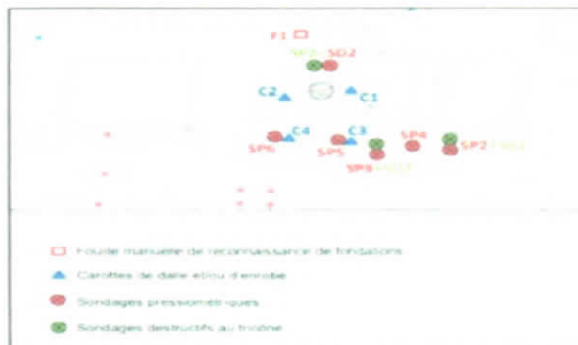 F1
SD2
C2
C1
C4
C3
SP6
SP5
SP4
SP2
Fouille manuelle de reconnaissance de fondations
Carottes de dalle et/ou d'enrobé
Sondages pressiométriques
Sondages destructifs au tricône